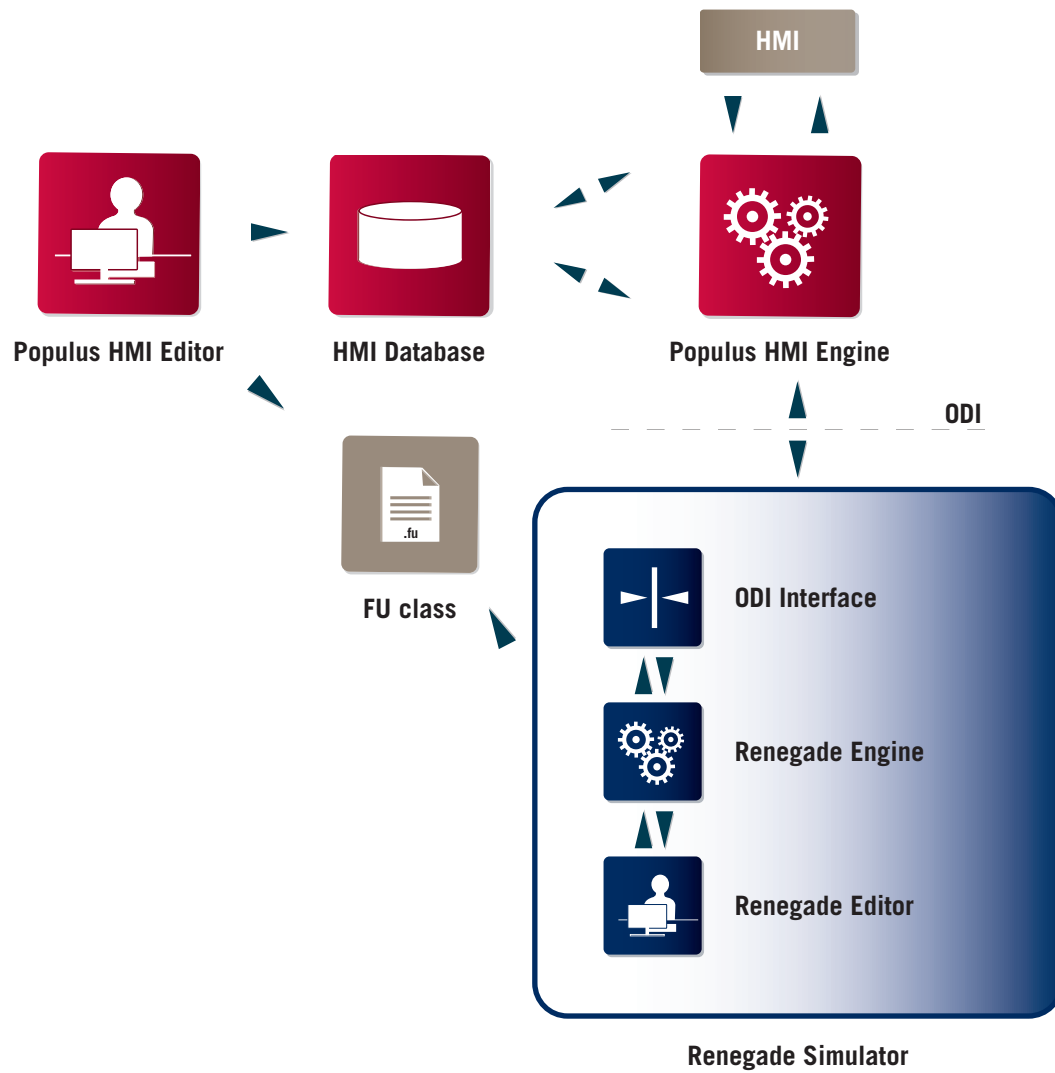 HMI
Populus HMI Editor
HMI Database
Populus HMI Engine
ODI
.fu
FU class
ODI Interface
Renegade Engine
Renegade Editor
Renegade Simulator